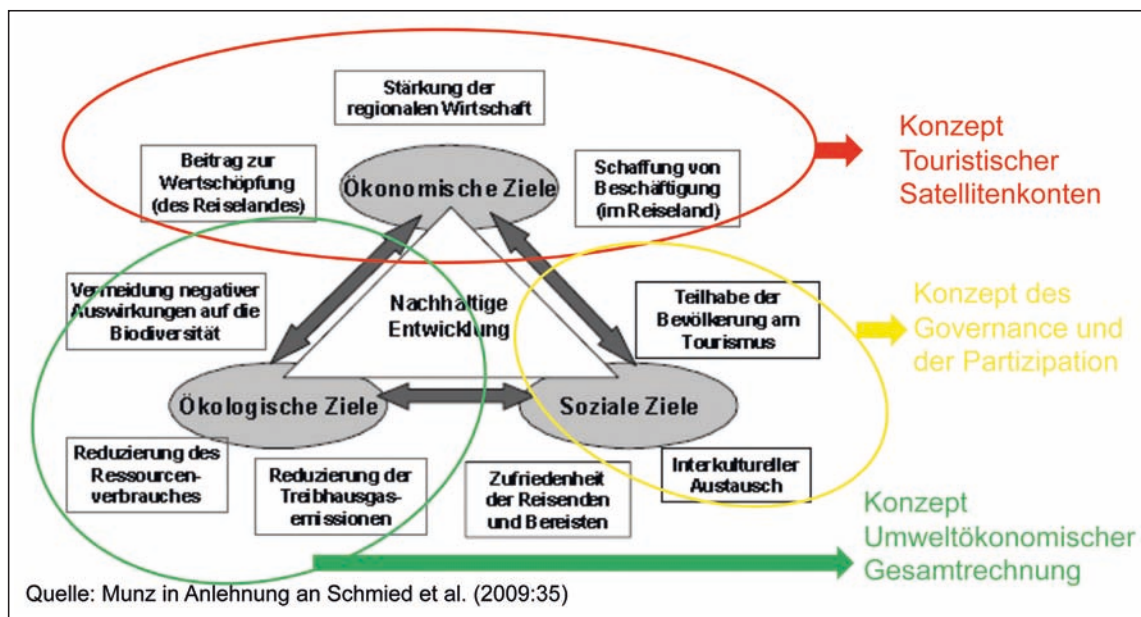 Stärkung der
regionalen Wirtschaft
Beitrag zur
Wertschöpfung
(des Reiselandes)
Ökonomische Ziele
Schaffung von
Beschäftigung
(im Reiseland)
Konzept
Touristischer
Satellitenkonten
Vermeidung negativer
Auswirkungen auf die
Biodiversität
Nachhaltige
Entwicklung
Teilhabe der
Bevölkerung am
Tourismus
Konzept des
Governance und
der Partizipation
Ökologische Ziele
Soziale Ziele
Reduzierung des
Ressourcen-
verbrauches
Reduzierung der
Treibhausgas-
emissionen
Zufriedenheit
der Reisenden
und Bereisten
Interkultureller
Austausch
Konzept
Umweltökonomischer
Gesamtrechnung
Quelle: Munz in Anlehnung an Schmied et al. (2009:35)